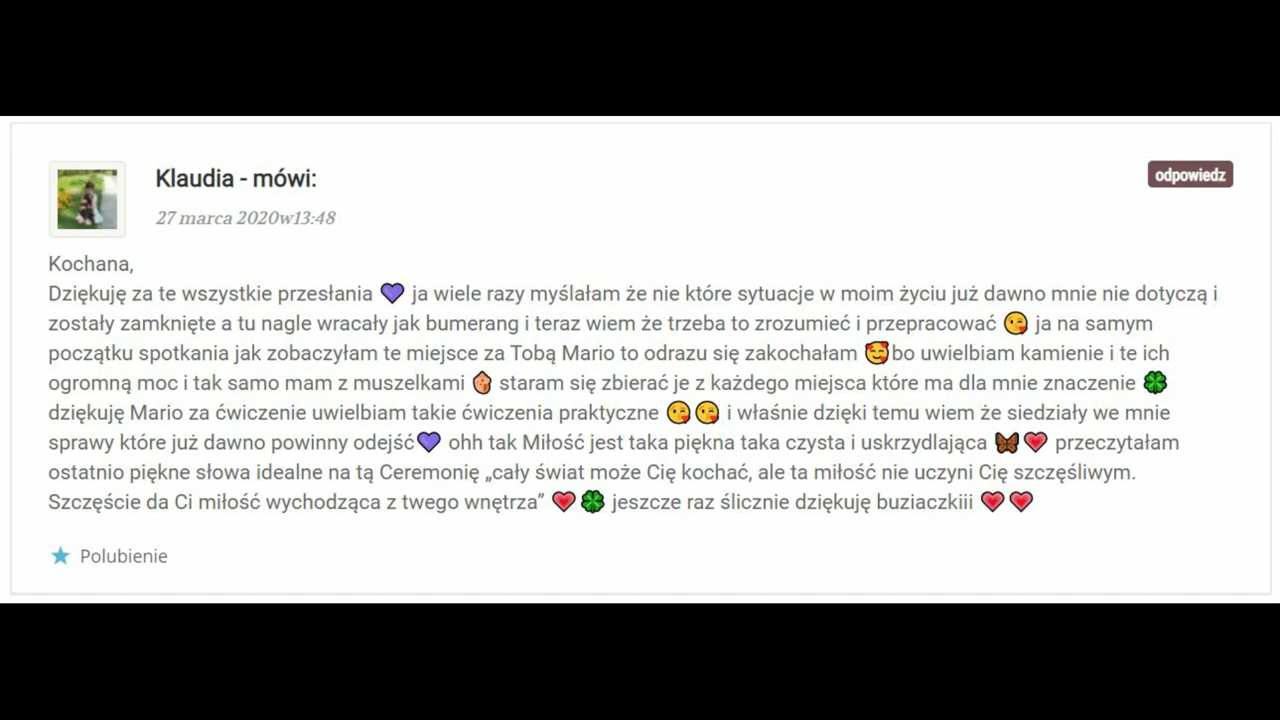 Klaudia - mówi:
odpowiedz
27 marca 2020w13:48
Kochana,
Dziękuję za te wszystkie przesłania 💜 ja wiele razy myślałam że nie które sytuacje w moim życiu już dawno mnie nie dotyczą i
zostały zamknięte a tu nagle wracały jak bumerang i teraz wiem że trzeba to zrozumieć i przepracować 😘 ja na samym
początku spotkania jak zobaczyłam te miejsce za Tobą Mario to odrazu się zakochałam 🥰bo uwielbiam kamienie i te ich
ogromną moc i tak samo mam z muszelkami 🐚 staram się zbierać je z każdego miejsca które ma dla mnie znaczenie 🍀
dziękuję Mario za ćwiczenie uwielbiam takie ćwiczenia praktyczne 😘😘 i właśnie dzięki temu wiem że siedziały we mnie
sprawy które już dawno powinny odejść💜 ohh tak Miłość jest taka piękna taka czysta i uskrzydlająca 🦋💗 przeczytałam
ostatnio piękne słowa idealne na tą Ceremonię „cały świat może Cię kochać, ale ta miłość nie uczyni Cię szczęśliwym.
Szczęście da Ci miłość wychodząca z twego wnętrza” 💗🍀 jeszcze raz ślicznie dziękuję buziaczkiii 💗💗
Polubienie